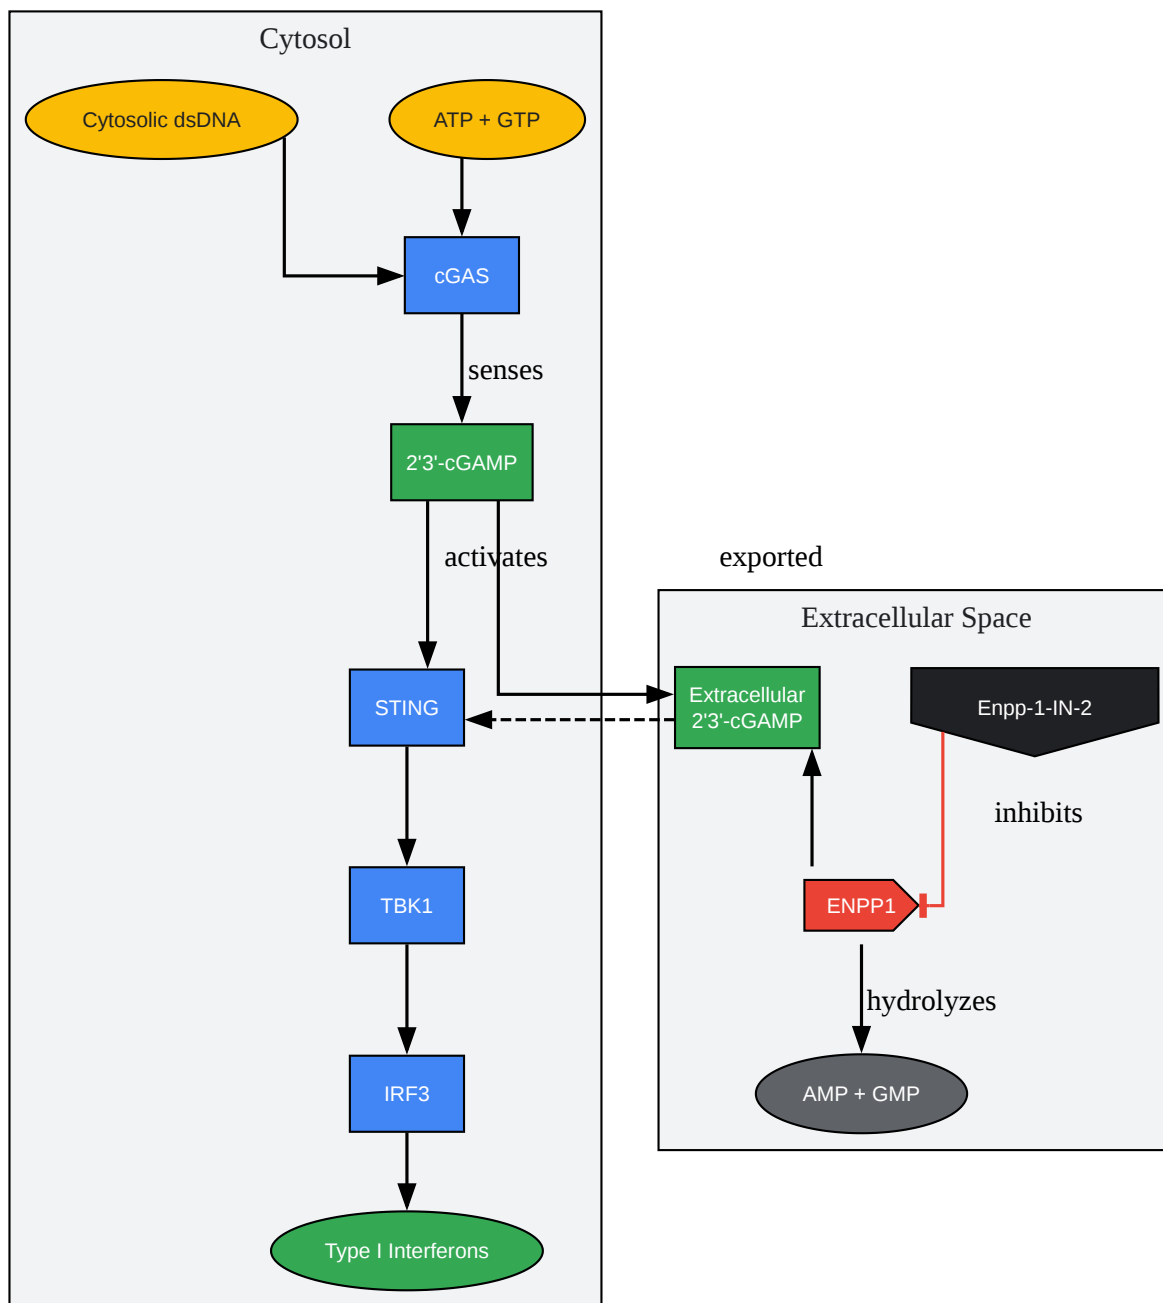 Cytosol
Cytosolic dsDNA
ATP + GTP
cGAS
senses
2'3'-cGAMP
activates
exported
Extracellular Space
Extracellular
2'3'-cGAMP
Enpp-1-IN-2
STING
inhibits
TBK1
ENPP1
hydrolyzes
IRF3
AMP + GMP
Type I Interferons